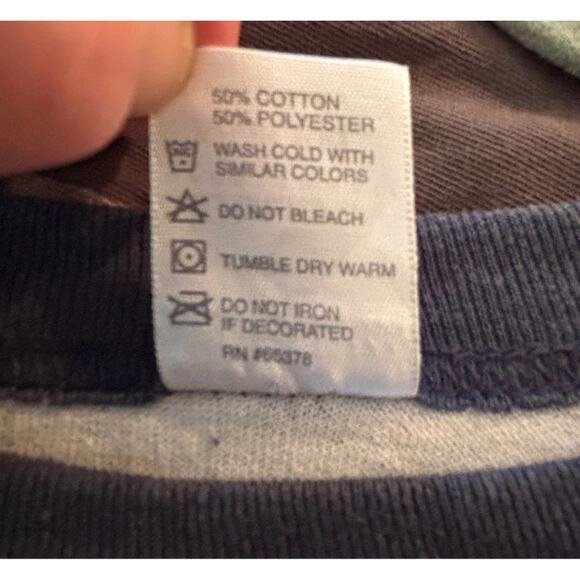 50% COTTON
50% POLYESTER
WASH COLD WITH
SIMILAR COLORS
DO NOT BLEACH
TUMBLE DRY WARM
DO NOT IRON
IF DECORATED
RN #65378